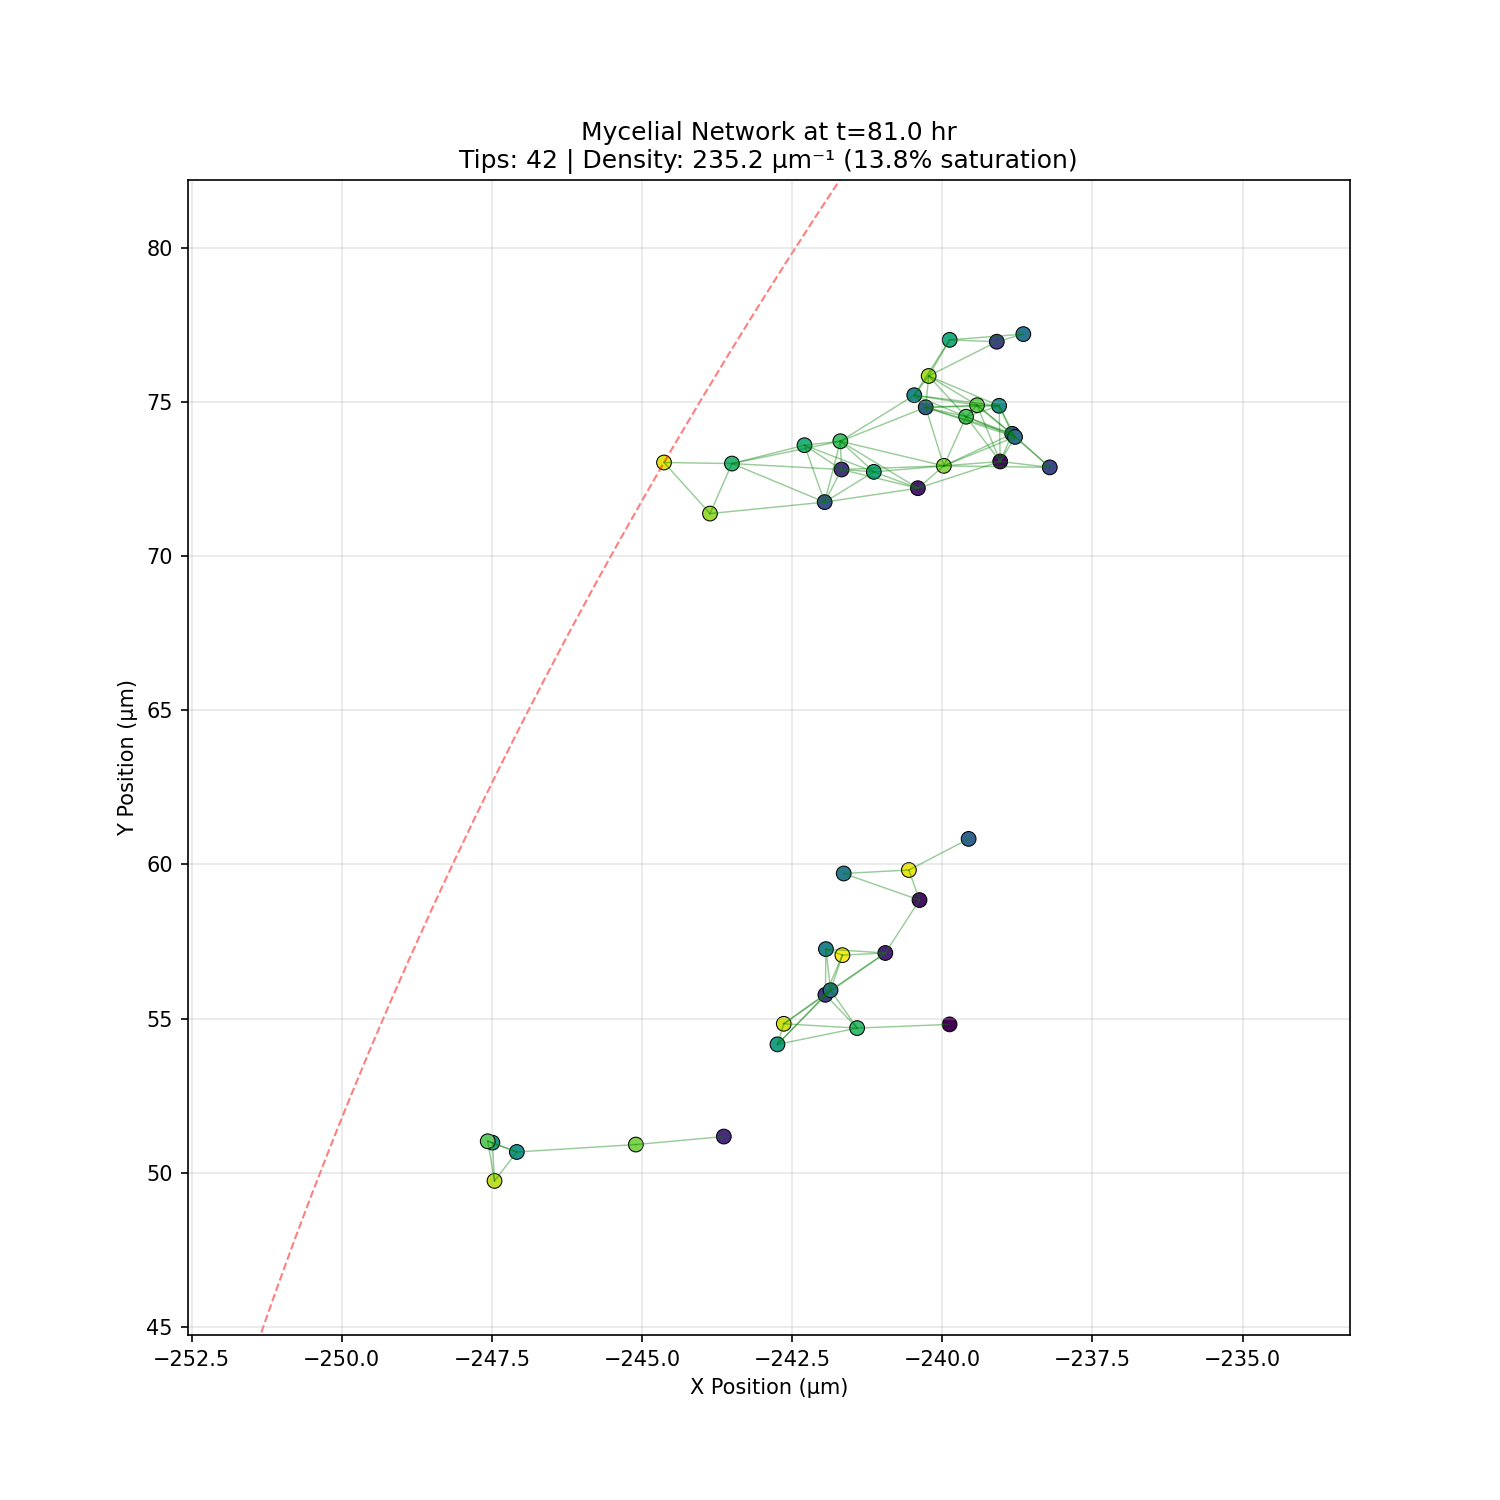 Mycelial Network at t=81.0 hr
Tips: 42 | Density: 235.2 μm⁻¹ (13.8% saturation)
80
75
70
65
60
55
50
45
Y Position (μm)
−252.5 −250.0 −247.5 −245.0 −242.5 −240.0 −237.5 −235.0
X Position (μm)